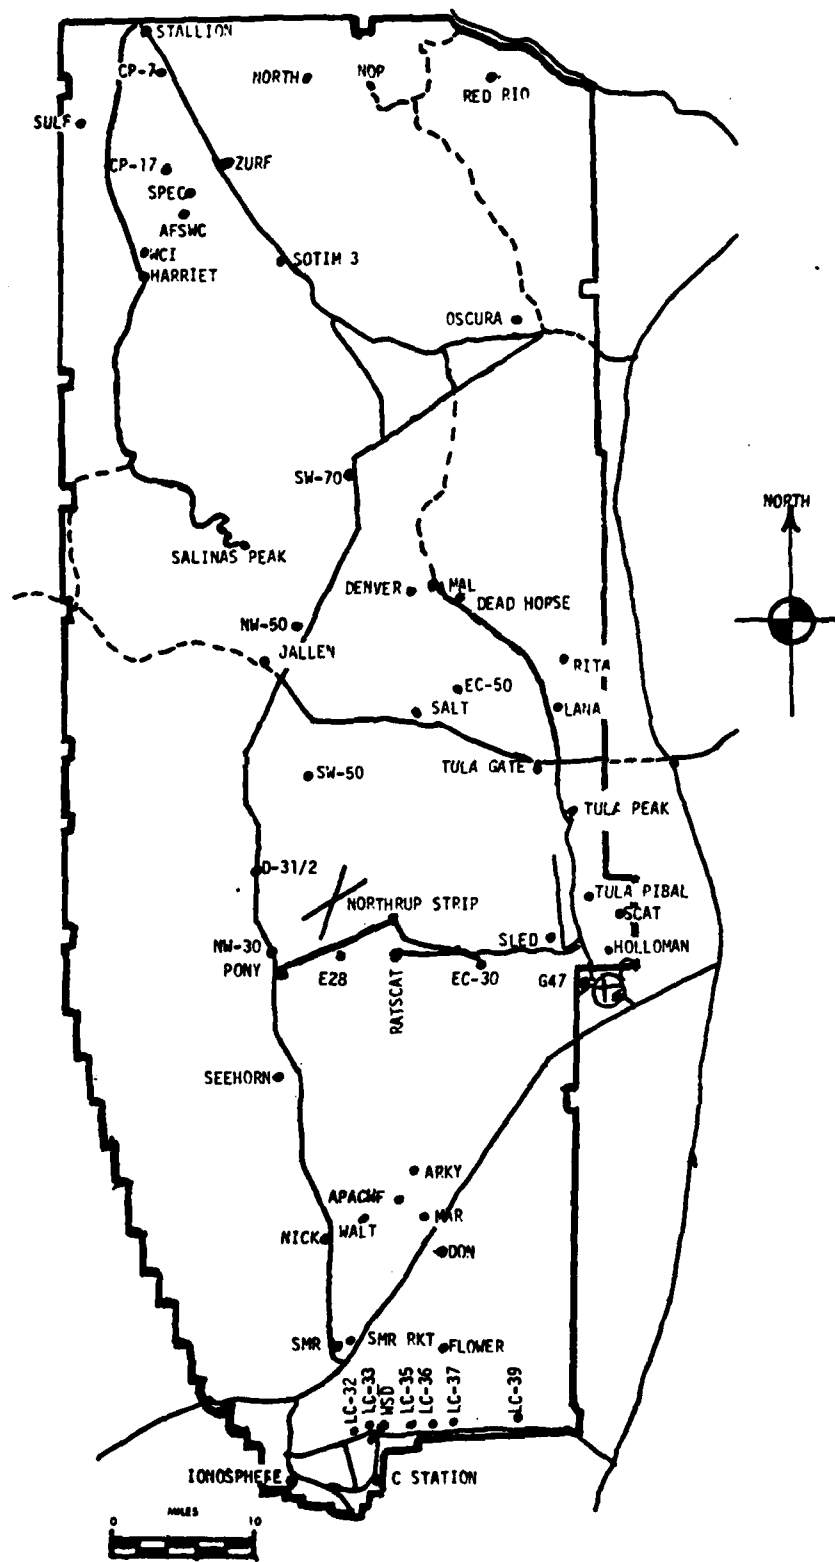 STALLION
CP-7
NORTH
NOP
RED RIO
SULF
CP-17
ZURF
SPEC
AFSWC
WCI
HARRIET
SOTIM 3
OSCURA
SW-70
NORTH
SALINAS PEAK
DENVER
MAL
DEAD HORSE
NW-50
JALLEN
RITA
EC-50
SALT
LANA
TULA GATE
SW-50
TULA PEAK
D-31/2
TULA PIBAL
NORTHRUP STRIP
SCAT
NW-30
SLED
HOLLOMAN
PONY
E28
RATSCAT
EC-30
G47
SEEHORN
ARKY
APACHE
WALT
MAR
NICK
DON
SMR
SMR RKT
FLOWER
LC-32
LC-33
WSD
LC-35
LC-36
LC-37
LC-39
IONOSPHERE
C STATION
MILES
0 10